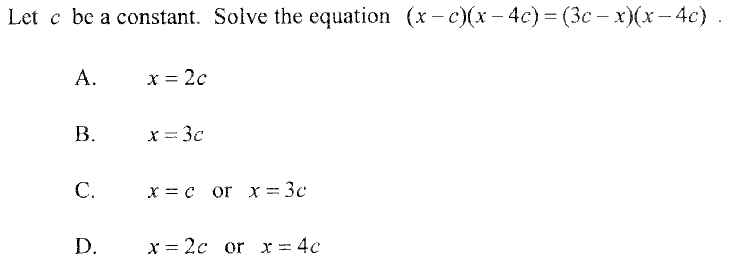 Let c be a constant. Solve the equation (x − c)(x − 4c) = (3c − x)(x − 4c) .
A. x = 2c
B. x = 3c
C. x = c or x = 3c
D. x = 2c or x = 4c